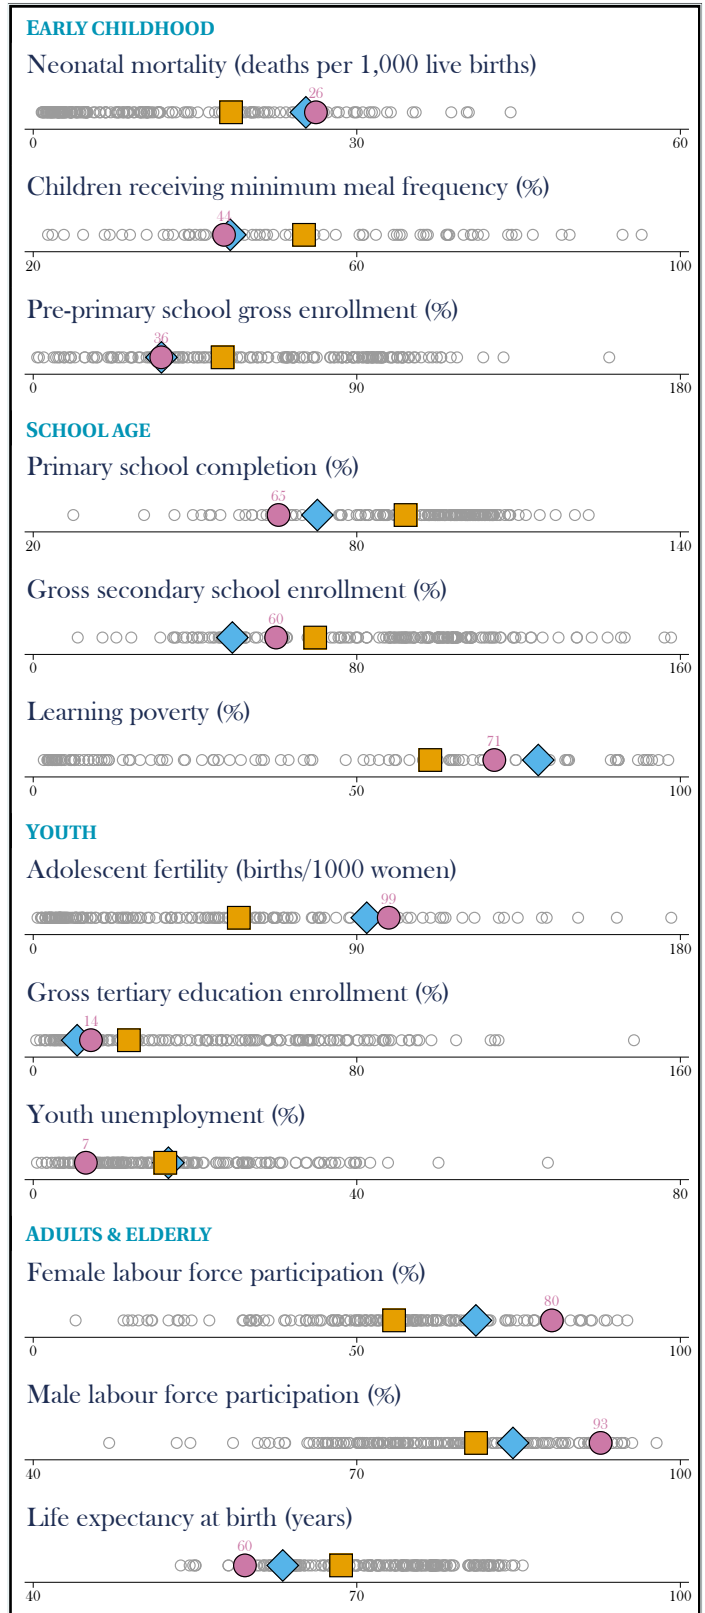 EARLY CHILDHOOD
Neonatal mortality (deaths per 1,000 live births)
26
0 30 60
Children receiving minimum meal frequency (%)
44
20 60 100
Pre-primary school gross enrollment (%)
36
0 90 180
SCHOOL AGE
Primary school completion (%)
65
20 80 140
Gross secondary school enrollment (%)
60
0 80 160
Learning poverty (%)
71
0 50 100
YOUTH
Adolescent fertility (births/1000 women)
99
0 90 180
Gross tertiary education enrollment (%)
14
0 80 160
Youth unemployment (%)
7
0 40 80
ADULTS & ELDERLY
Female labour force participation (%)
80
0 50 100
Male labour force participation (%)
93
40 70 100
Life expectancy at birth (years)
60
40 70 100